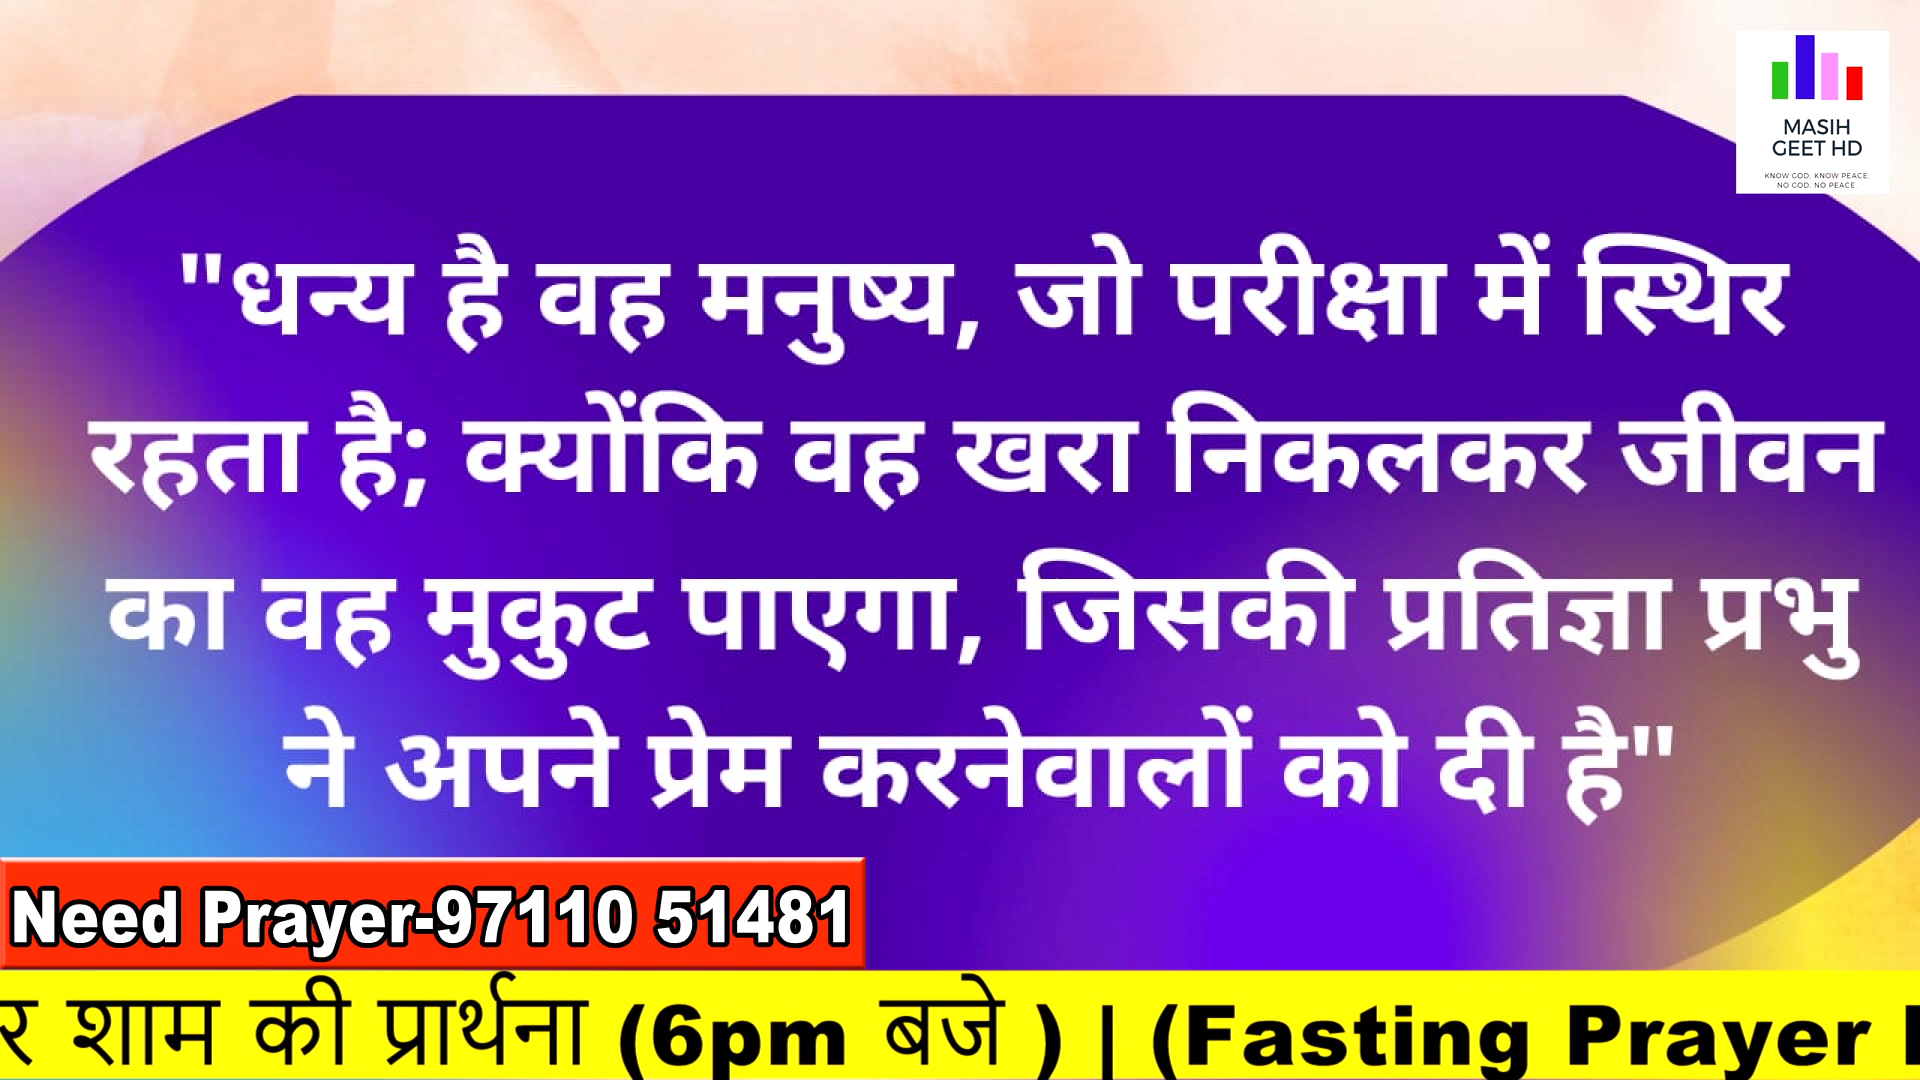 MASIH
GEET HD
KNOW GOD. KNOW PEACE:
NO GOD. NO PEACE.
"धन्य है वह मनुष्य, जो परीक्षा में स्थिर
रहता है; क्योंकि वह खरा निकलकर जीवन
का वह मुकुट पाएगा, जिसकी प्रतिज्ञा प्रभु
ने अपने प्रेम करनेवालों को दी है"
Need Prayer-97110 51481
र शाम की प्रार्थना (6pm बजे ) | (Fasting Prayer